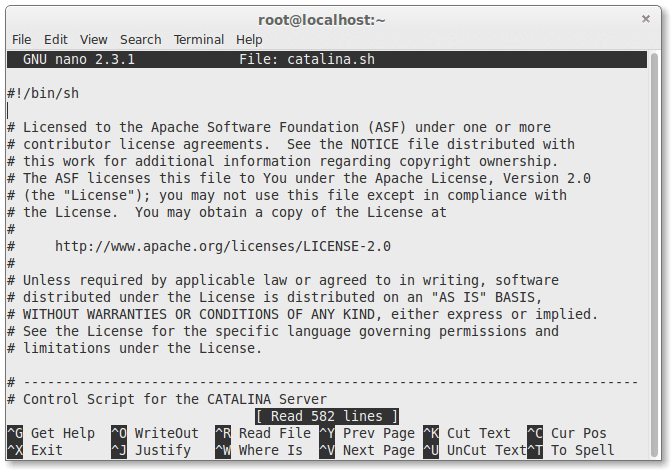 root@localhost:~
File Edit View Search Terminal Help
GNU nano 2.3.1 File: catalina.sh
#!/bin/sh
# Licensed to the Apache Software Foundation (ASF) under one or more
# contributor license agreements.  See the NOTICE file distributed with
# this work for additional information regarding copyright ownership.
# The ASF licenses this file to You under the Apache License, Version 2.0
# (the "License"); you may not use this file except in compliance with
# the License.  You may obtain a copy of the License at
#
#     http://www.apache.org/licenses/LICENSE-2.0
#
# Unless required by applicable law or agreed to in writing, software
# distributed under the License is distributed on an "AS IS" BASIS,
# WITHOUT WARRANTIES OR CONDITIONS OF ANY KIND, either express or implied.
# See the License for the specific language governing permissions and
# limitations under the License.
# -----------------------------------------------------------------------------
# Control Script for the CATALINA Server
[ Read 582 lines ]
^G Get Help ^O WriteOut ^R Read File ^Y Prev Page ^K Cut Text ^C Cur Pos
^X Exit ^J Justify ^W Where Is ^V Next Page ^U UnCut Text ^T To Spell